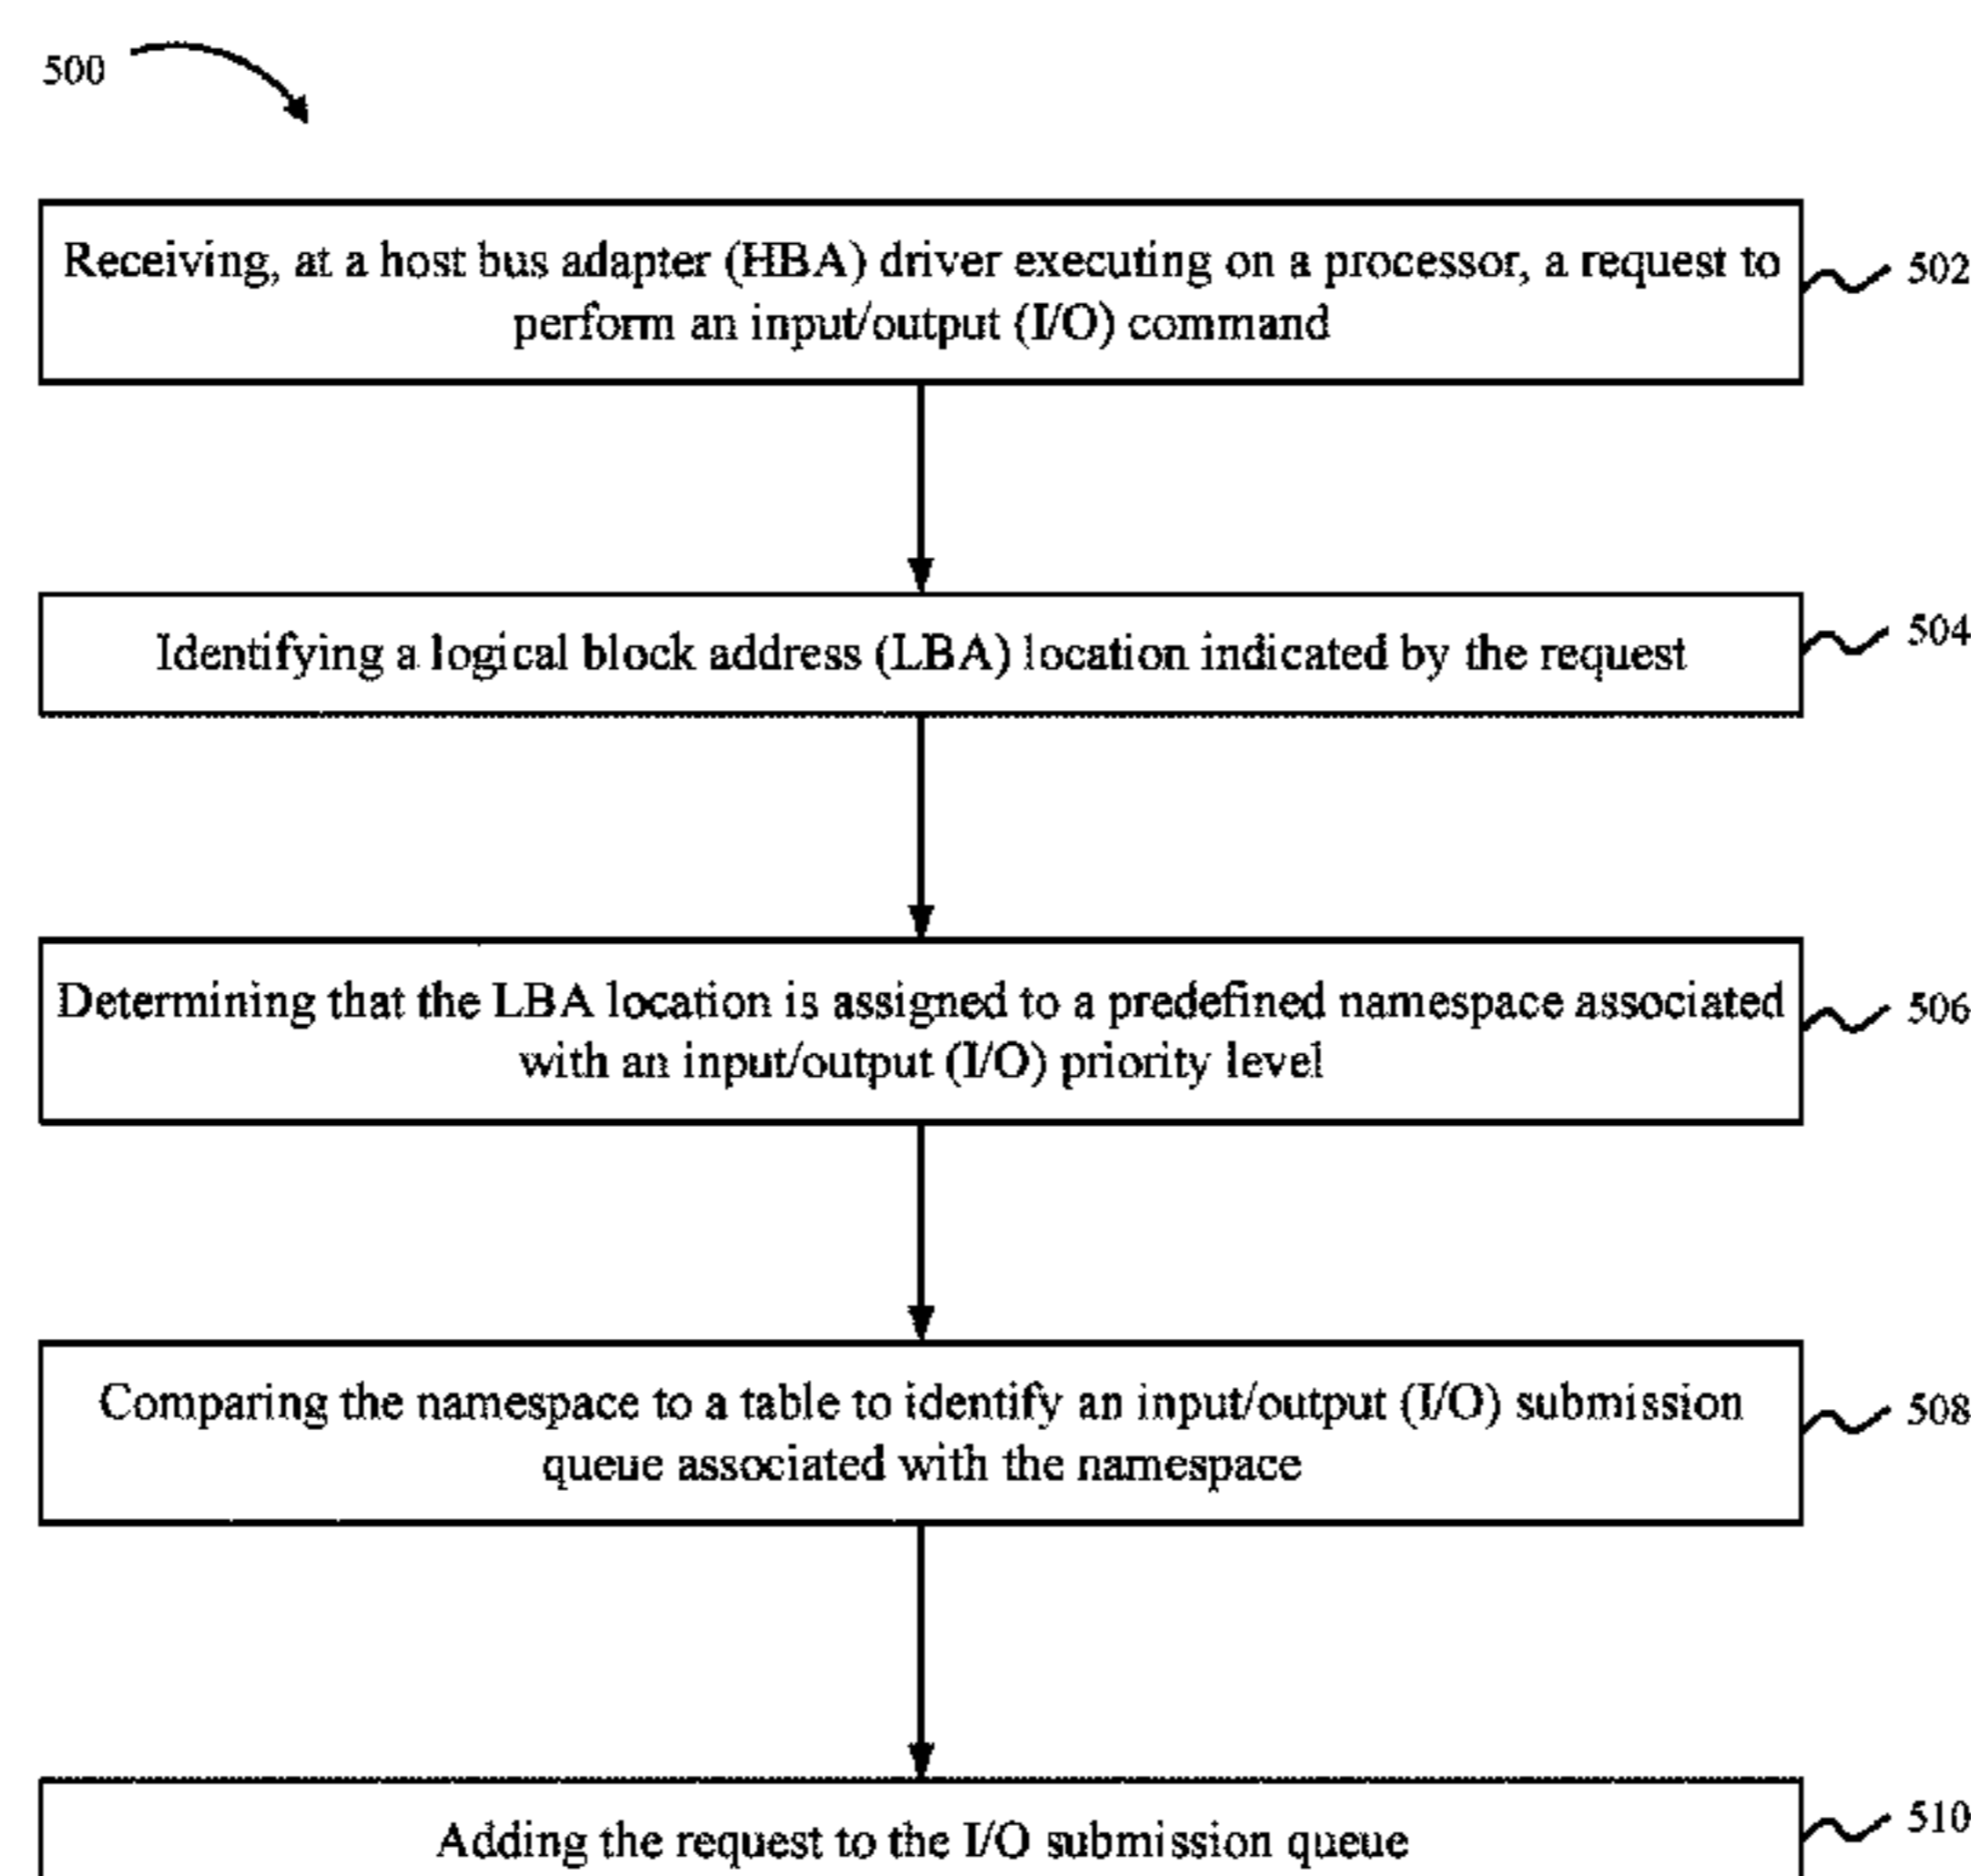 500
Receiving, at a host bus adapter (HBA) driver executing on a processor, a request to
perform an input/output (I/O) command
502
Identifying a logical block address (LBA) location indicated by the request
504
Determining that the LBA location is assigned to a predefined namespace associated
with an input/output (I/O) priority level
506
Comparing the namespace to a table to identify an input/output (I/O) submission
queue associated with the namespace
508
Adding the request to the I/O submission queue
510